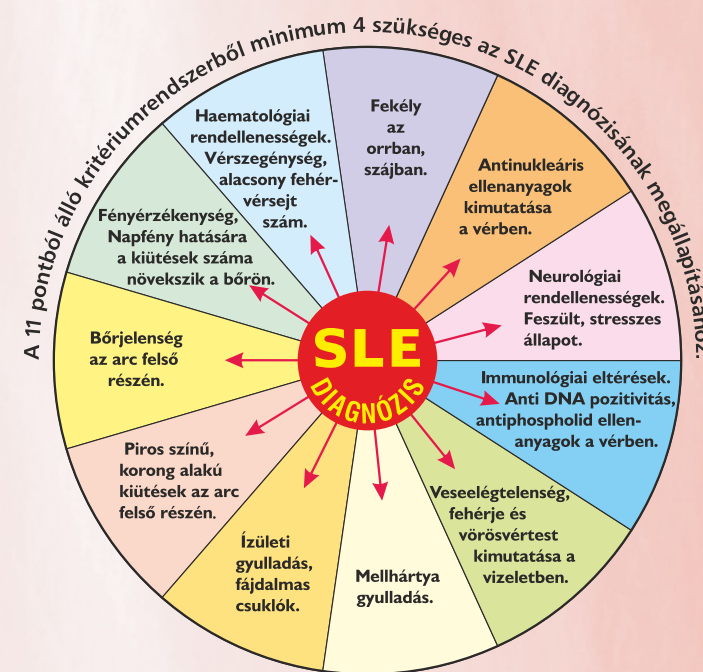 A 11 pontból álló kritériumrendszerből minimum 4 szükséges az SLE diagnózisának megállapításához.
Fekély
az
orrban,
szájban.
Antinukleáris
ellenanyagok
kimutatása
a vérben.
Neurológiai
rendellenességek.
Feszült, stresszes
állapot.
Immunológiai eltérések.
Anti DNA pozitivitás,
antiphospholid ellen-
anyagok a vérben.
Veseelégtelenség,
fehérje és
vörösvértest
kimutatása a
vizeletben.
Mellhártya
gyulladás.
Ízületi
gyulladás,
fájdalmas
csuklók.
Piros színű,
korong alakú
kiütések az arc
felső részén.
Bőrjelenség
az arc felső
részén.
Fényérzékenység,
Napfény hatására
a kiütések száma
növekszik a bőrön.
Haematológiai
rendellenességek.
Vérszegénység,
alacsony fehér-
vérsejt
szám.
SLE
DIAGNÓZIS